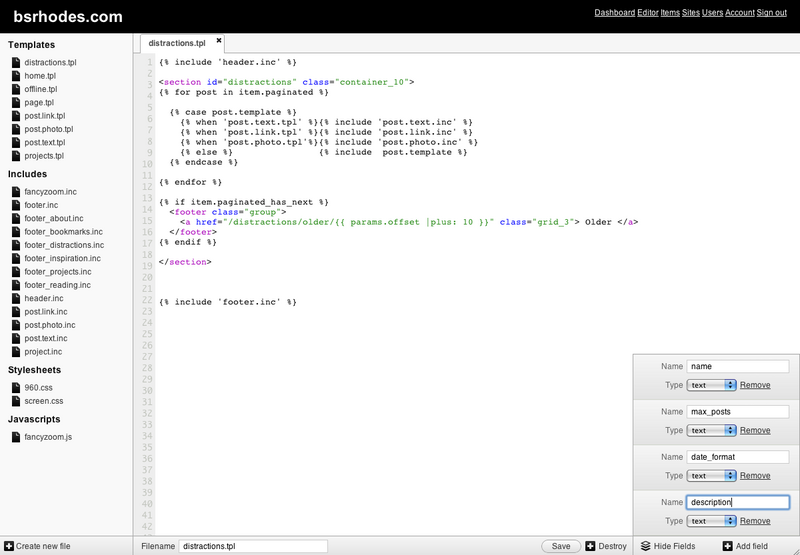 bsrhodes.com
Dashboard Editor Items Sites Users Account Sign out
Templates
distractions.tpl
home.tpl
offline.tpl
page.tpl
post.link.tpl
post.photo.tpl
post.text.tpl
projects.tpl
Includes
fancyzoom.inc
footer.inc
footer_about.inc
footer_bookmarks.inc
footer_distractions.inc
footer_inspiration.inc
footer_projects.inc
footer_reading.inc
header.inc
post.link.inc
post.photo.inc
post.text.inc
project.inc
Stylesheets
960.css
screen.css
Javascripts
fancyzoom.js
Create new file
distractions.tpl
1 {% include 'header.inc' %}
2
3 <section id="distractions" class="container_10">
4 {% for post in item.paginated %}
5
6 {% case post.template %}
7 {% when 'post.text.tpl' %}{% include 'post.text.inc' %}
8 {% when 'post.link.tpl' %}{% include 'post.link.inc' %}
9 {% when 'post.photo.tpl'%}{% include 'post.photo.inc' %}
10 {% else %} {% include post.template %}
11 {% endcase %}
12
13 {% endfor %}
14
15 {% if item.paginated_has_next %}
16 <footer class="group">
17 <a href="/distractions/older/{{ params.offset |plus: 10 }}" class="grid_3"> Older </a>
18 </footer>
19 {% endif %}
20
21 </section>
22
23
24
25 {% include 'footer.inc' %}
26
27
28
29
30
31
32
33
34
35
36
37
38
39
40
41
42
Name name
Type text Remove
Name max_posts
Type text Remove
Name date_format
Type text Remove
Name description
Type text Remove
Filename distractions.tpl
Save
Destroy
Hide Fields
Add field